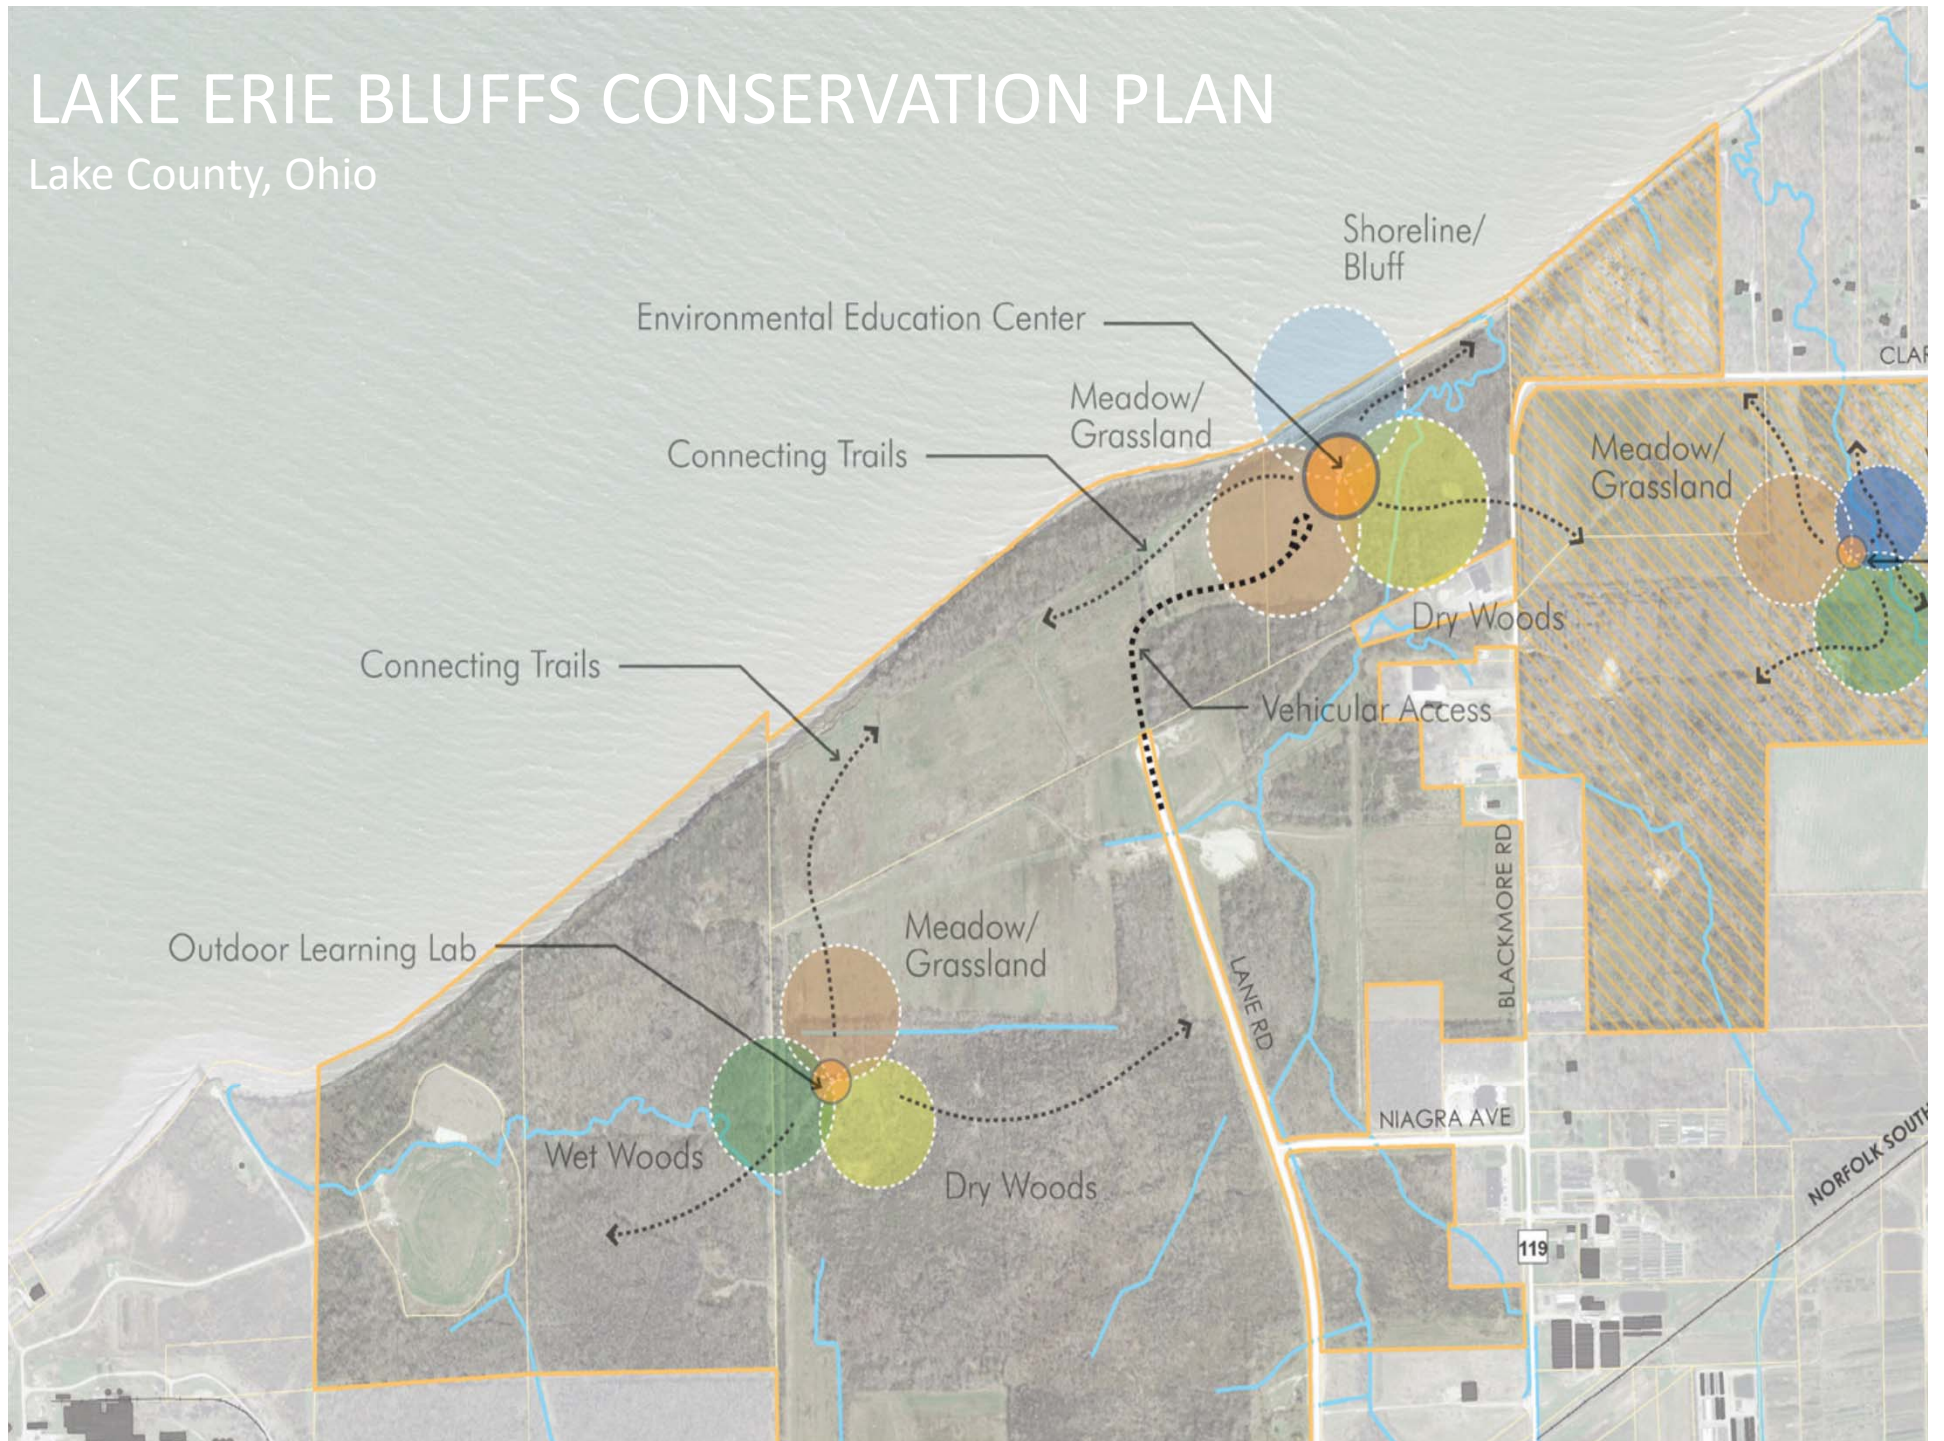 LAKE ERIE BLUFFS CONSERVATION PLAN
Lake County, Ohio
Shoreline/
Bluff
Environmental Education Center
Meadow/
Grassland
Connecting Trails
Meadow/
Grassland
Dry Woods
Connecting Trails
Vehicular Access
Outdoor Learning Lab
Meadow/
Grassland
Wet Woods
Dry Woods
LANE RD
BLACKMORE RD
NIAGRA AVE
119
NORFOLK SOUTH